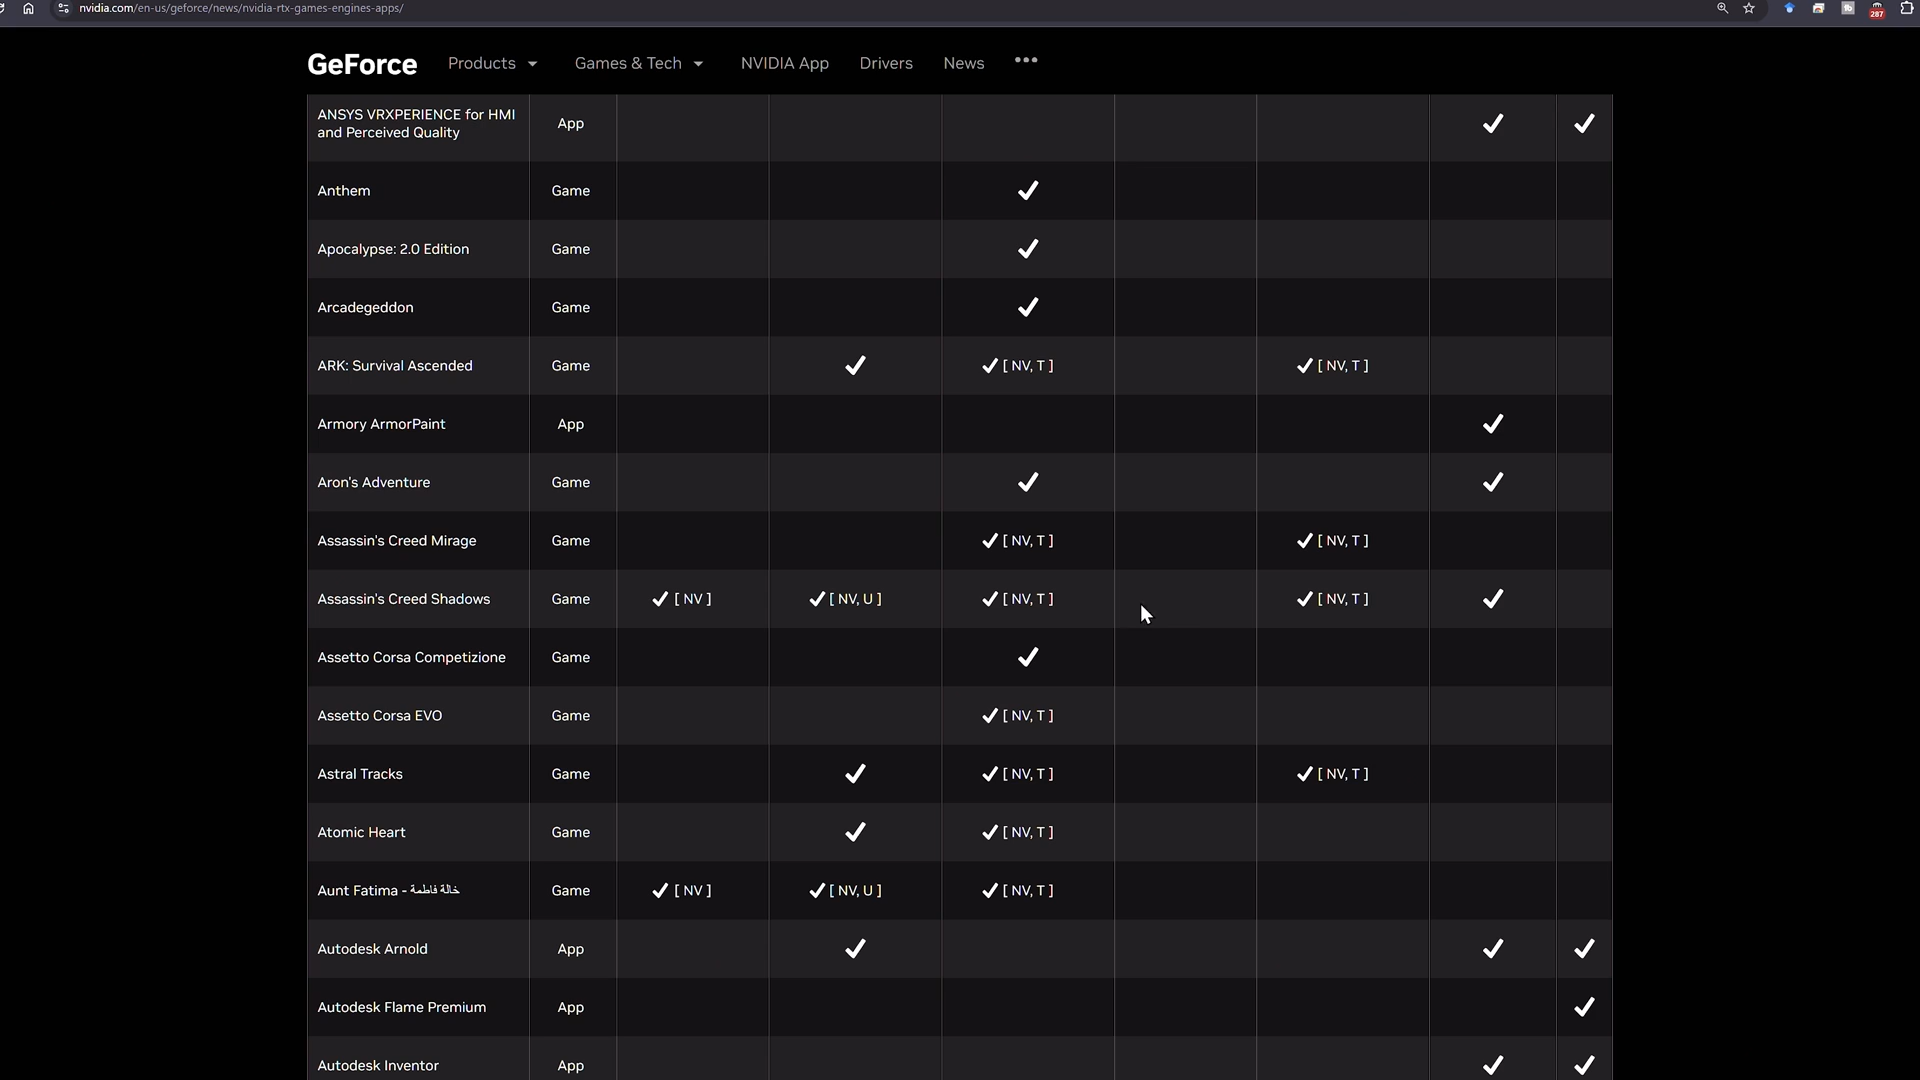 nvidia.com/en-us/geforce/news/nvidia-rtx-games-engines-apps/
287
GeForce Products Games & Tech NVIDIA App Drivers News •••
ANSYS VRXPERIENCE for HMI
and Perceived Quality App ✔ ✔
Anthem Game ✔
Apocalypse: 2.0 Edition Game ✔
Arcadegeddon Game ✔
ARK: Survival Ascended Game ✔ ✔ [ NV, T ] ✔ [ NV, T ]
Armory ArmorPaint App ✔
Aron's Adventure Game ✔ ✔
Assassin's Creed Mirage Game ✔ [ NV, T ] ✔ [ NV, T ]
Assassin's Creed Shadows Game ✔ [ NV ] ✔ [ NV, U ] ✔ [ NV, T ] ✔ [ NV, T ] ✔
Assetto Corsa Competizione Game ✔
Assetto Corsa EVO Game ✔ [ NV, T ]
Astral Tracks Game ✔ ✔ [ NV, T ] ✔ [ NV, T ]
Atomic Heart Game ✔ ✔ [ NV, T ]
Aunt Fatima - خالة فاطمة Game ✔ [ NV ] ✔ [ NV, U ] ✔ [ NV, T ]
Autodesk Arnold App ✔ ✔ ✔
Autodesk Flame Premium App ✔
Autodesk Inventor App ✔ ✔